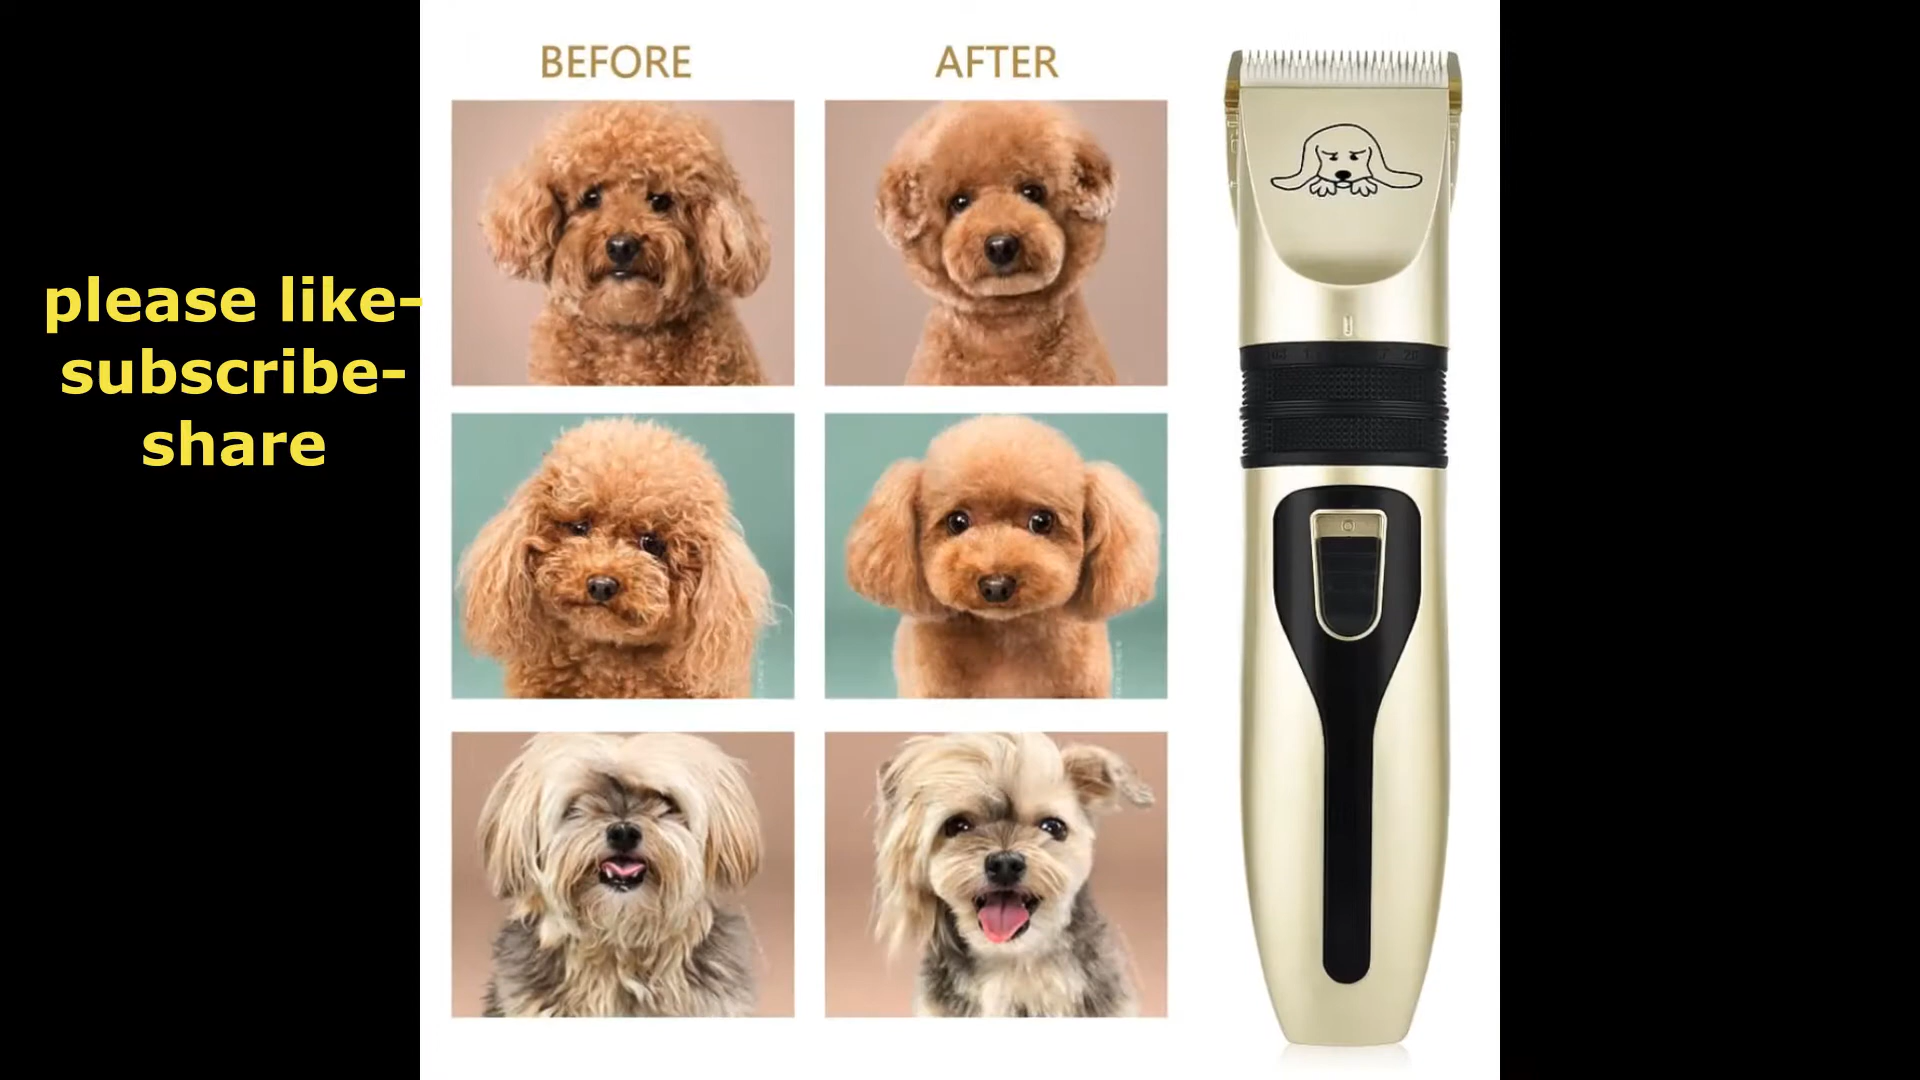 BEFORE
AFTER
please like-
subscribe-
share